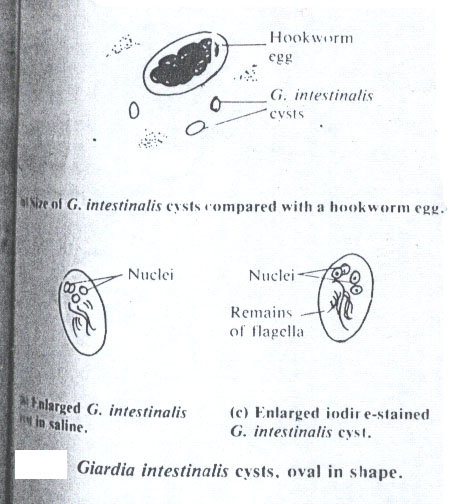 Hookworm
egg
G. intestinalis
cysts
(a) Size of G. intestinalis cysts compared with a hookworm egg.
Nuclei
Nuclei
Remains
of flagella
Enlarged G. intestinalis
in saline.
(c) Enlarged iodine-stained
G. intestinalis cyst.
Giardia intestinalis cysts, oval in shape.